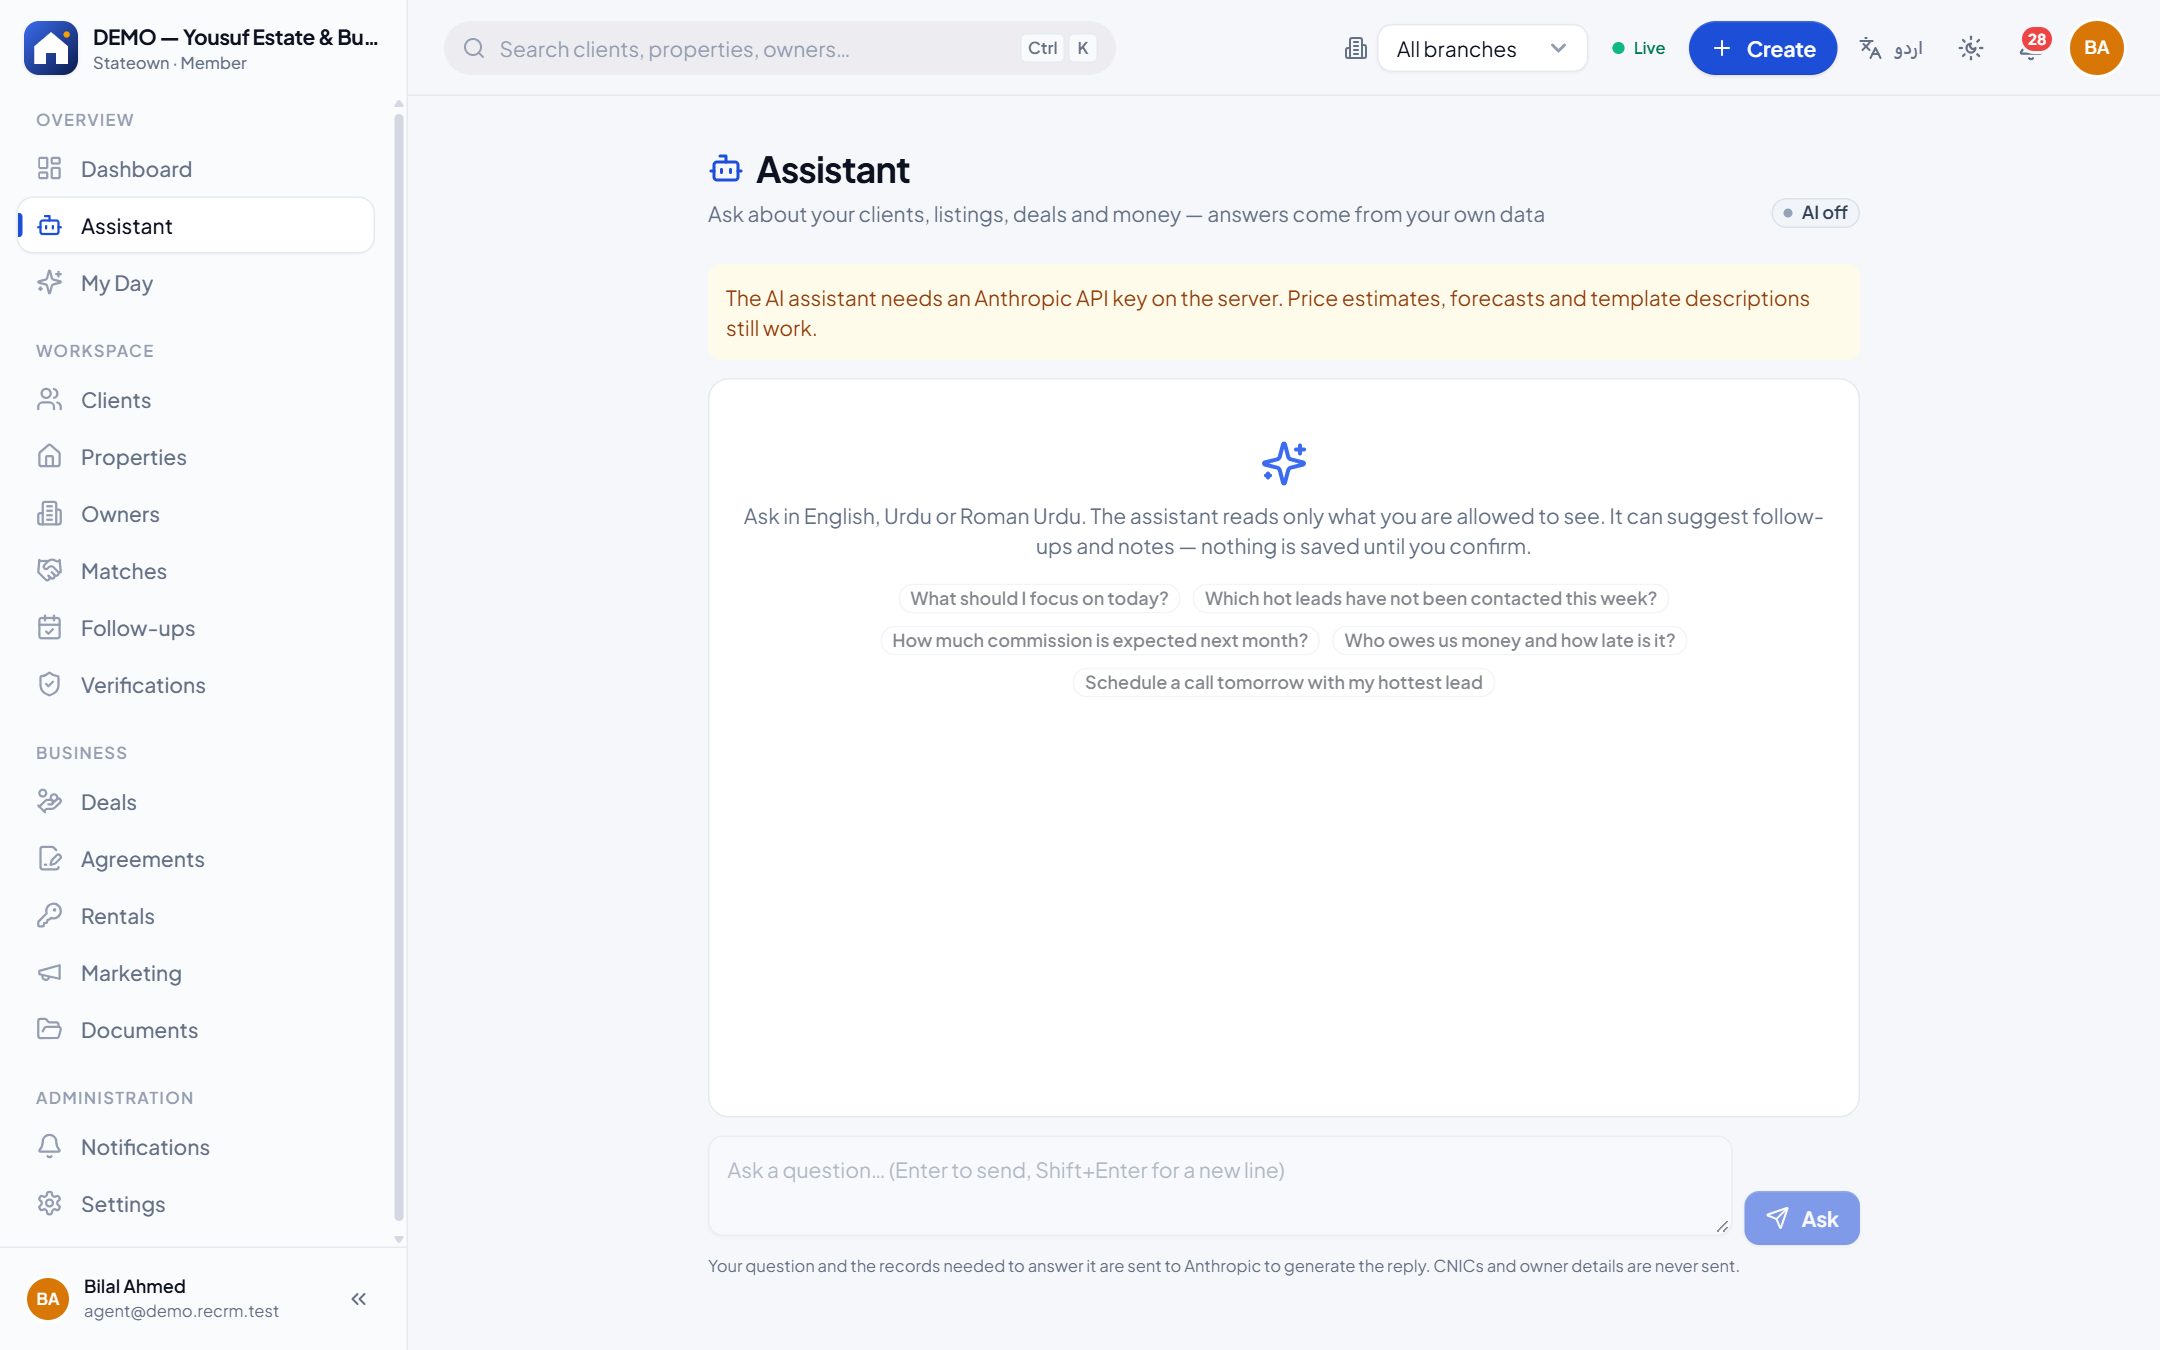 DEMO — Yousuf Estate & Bu...
Stateown · Member
Search clients, properties, owners...
Ctrl K
All branches
Live
Create
اردو
28
BA
OVERVIEW
Dashboard
Assistant
My Day
WORKSPACE
Clients
Properties
Owners
Matches
Follow-ups
Verifications
BUSINESS
Deals
Agreements
Rentals
Marketing
Documents
ADMINISTRATION
Notifications
Settings
BA
Bilal Ahmed
agent@demo.recrm.test
Assistant
Ask about your clients, listings, deals and money — answers come from your own data
AI off
The AI assistant needs an Anthropic API key on the server. Price estimates, forecasts and template descriptions
still work.
Ask in English, Urdu or Roman Urdu. The assistant reads only what you are allowed to see. It can suggest follow-
ups and notes — nothing is saved until you confirm.
What should I focus on today?
Which hot leads have not been contacted this week?
How much commission is expected next month?
Who owes us money and how late is it?
Schedule a call tomorrow with my hottest lead
Ask a question... (Enter to send, Shift+Enter for a new line)
Ask
Your question and the records needed to answer it are sent to Anthropic to generate the reply. CNICs and owner details are never sent.